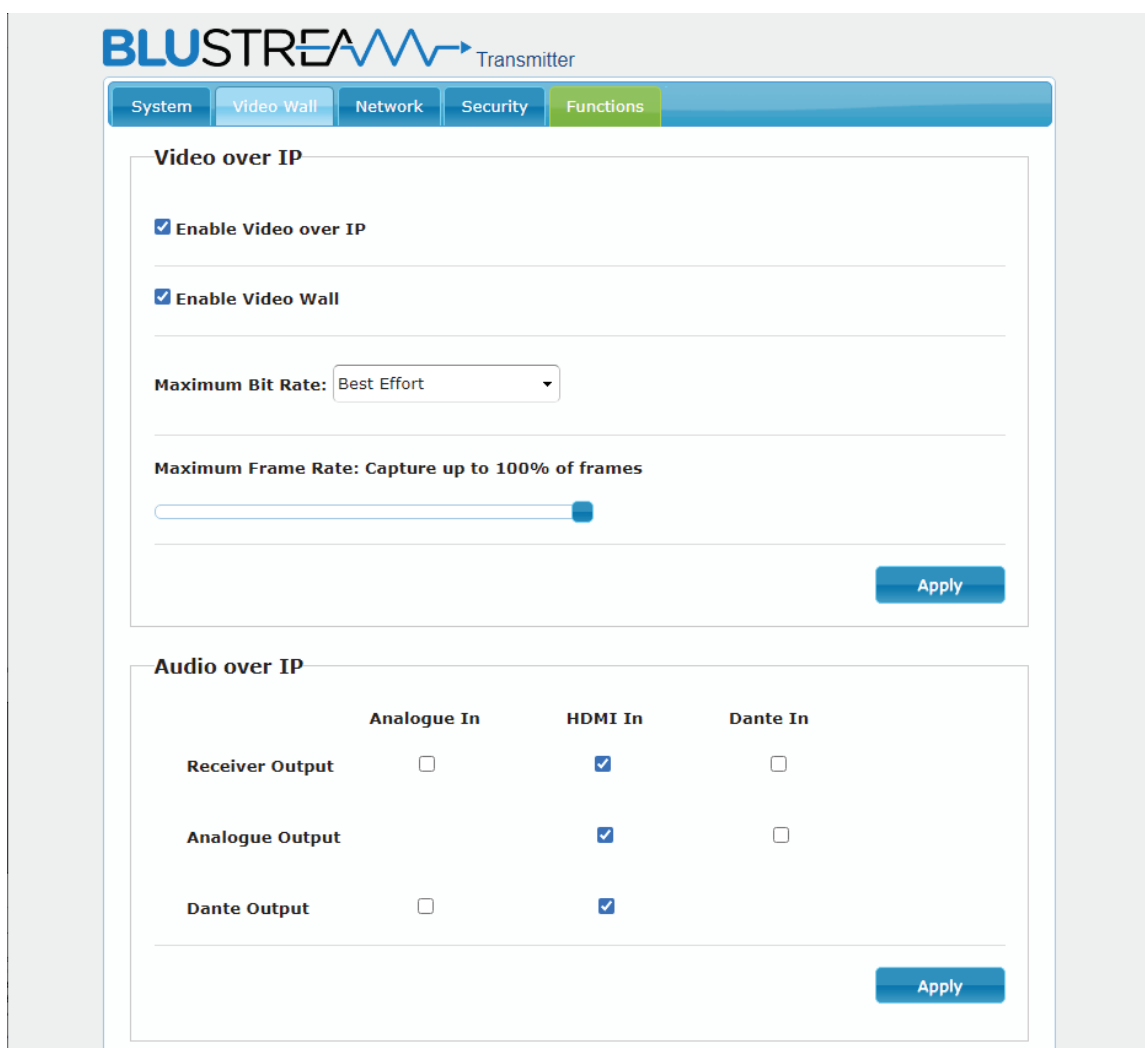 BLUSTREAM Transmitter
System Video Wall Network Security Functions
Video over IP
Enable Video over IP
Enable Video Wall
Maximum Bit Rate: Best Effort
Maximum Frame Rate: Capture up to 100% of frames
Apply
Audio over IP
Analogue In HDMI In Dante In
Receiver Output
Analogue Output
Dante Output
Apply